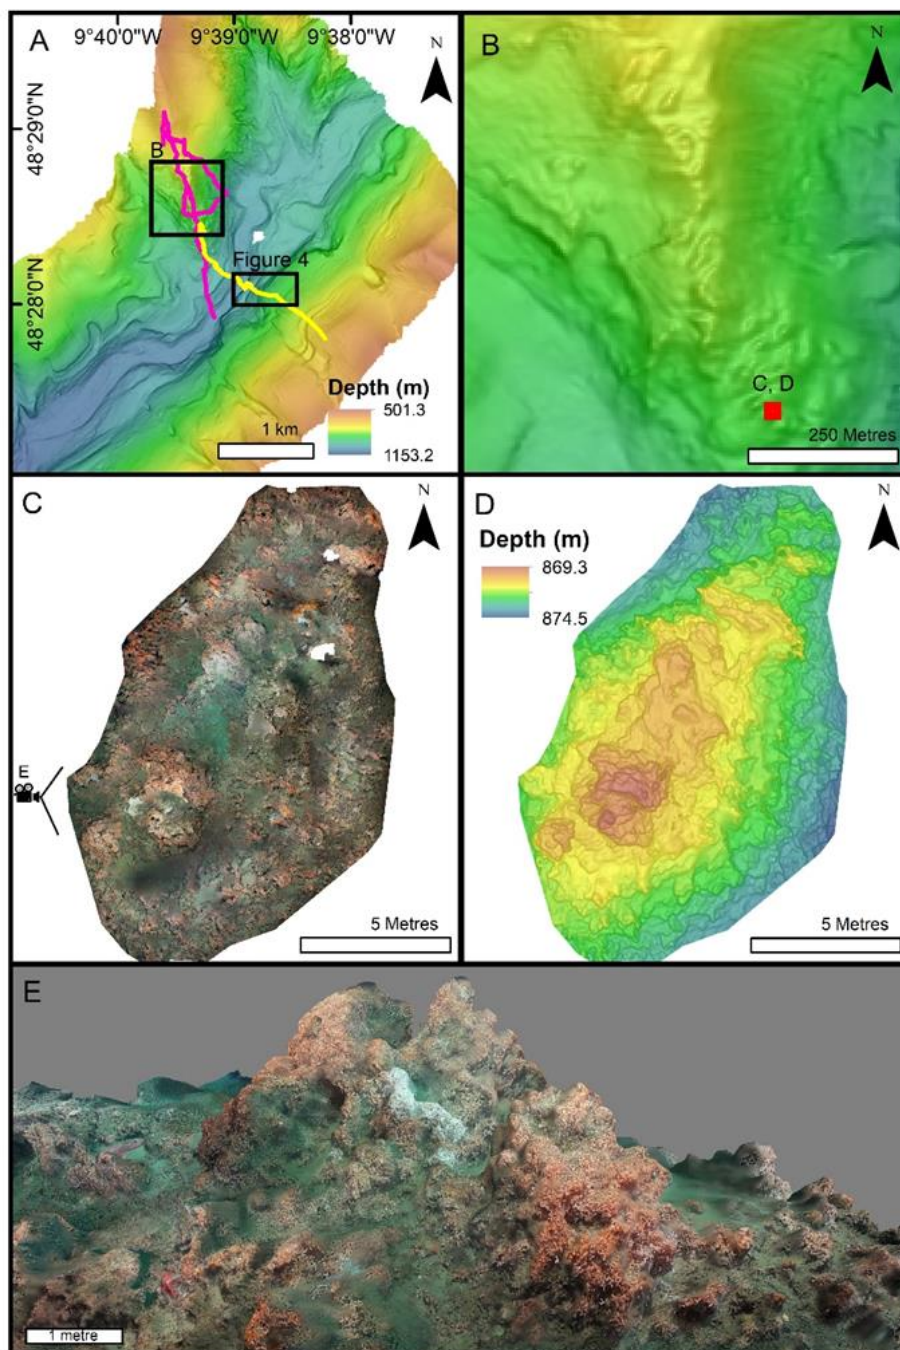 A
9°40'0"W 9°39'0"W 9°38'0"W
N
48°29'0"N
B
Figure 4
48°28'0"N
Depth (m)
501.3
1153.2
1 km
B
N
C, D
250 Metres
C
N
E
5 Metres
D
N
Depth (m)
869.3
874.5
5 Metres
E
1 metre